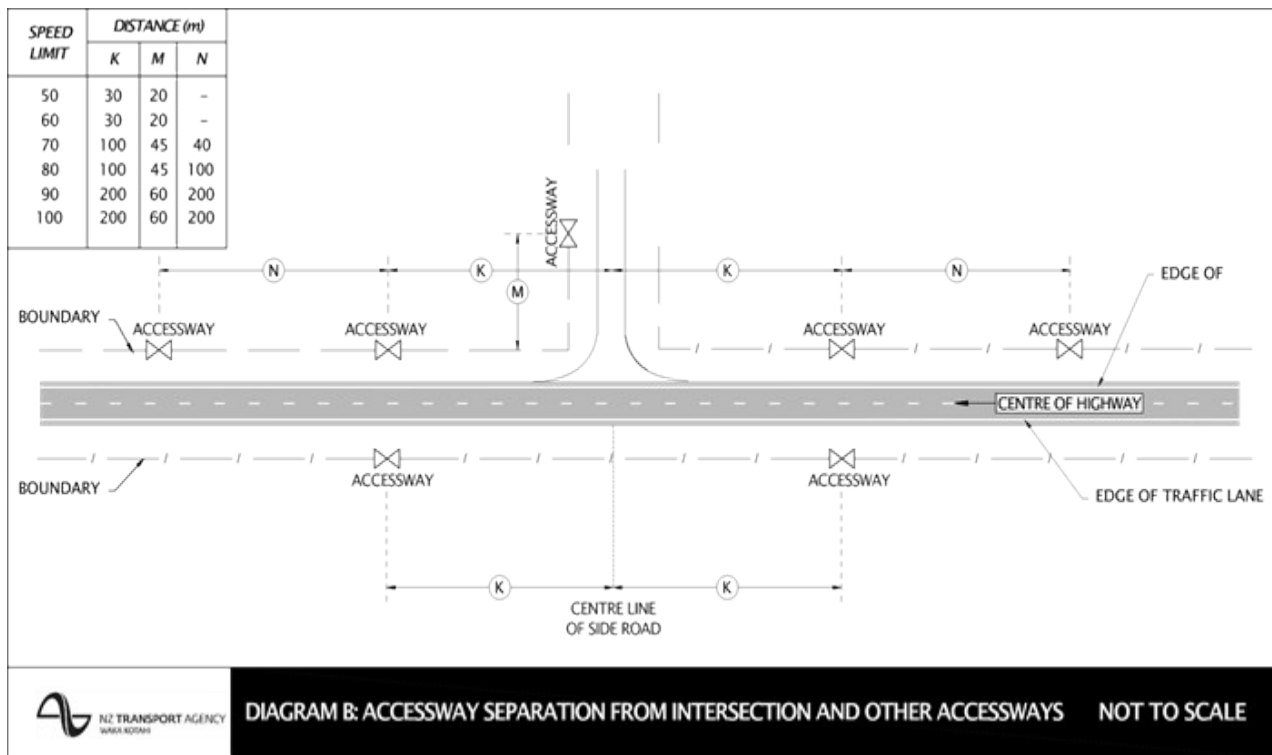 SPEED LIMIT DISTANCE (m)
K M N
50 30 20 –
60 30 20 –
70 100 45 40
80 100 45 100
90 200 60 200
100 200 60 200
ACCESSWAY
N K K N
M
EDGE OF
BOUNDARY
ACCESSWAY ACCESSWAY ACCESSWAY ACCESSWAY
CENTRE OF HIGHWAY
BOUNDARY
ACCESSWAY ACCESSWAY
EDGE OF TRAFFIC LANE
K K
CENTRE LINE
OF SIDE ROAD
NZ TRANSPORT AGENCY
WAKA KOTAHI
DIAGRAM B: ACCESSWAY SEPARATION FROM INTERSECTION AND OTHER ACCESSWAYS NOT TO SCALE